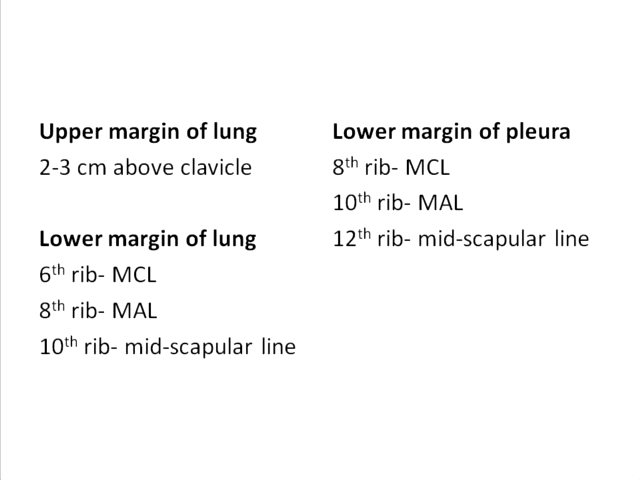 Upper margin of lung
2-3 cm above clavicle
Lower margin of lung
6th rib- MCL
8th rib- MAL
10th rib- mid-scapular line
Lower margin of pleura
8th rib- MCL
10th rib- MAL
12th rib- mid-scapular line